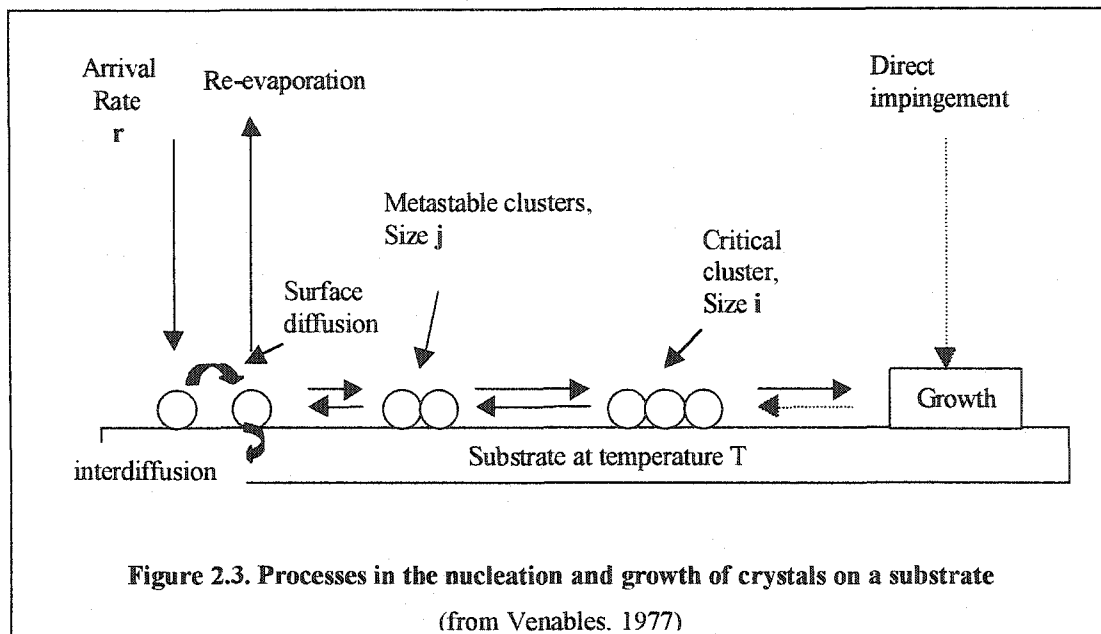 Arrival
Rate
r
Re-evaporation
Direct
impingement
Metastable clusters,
Size j
Critical
cluster,
Size i
Surface
diffusion
Growth
interdiffusion
Substrate at temperature T
Figure 2.3. Processes in the nucleation and growth of crystals on a substrate
(from Venables. 1977)